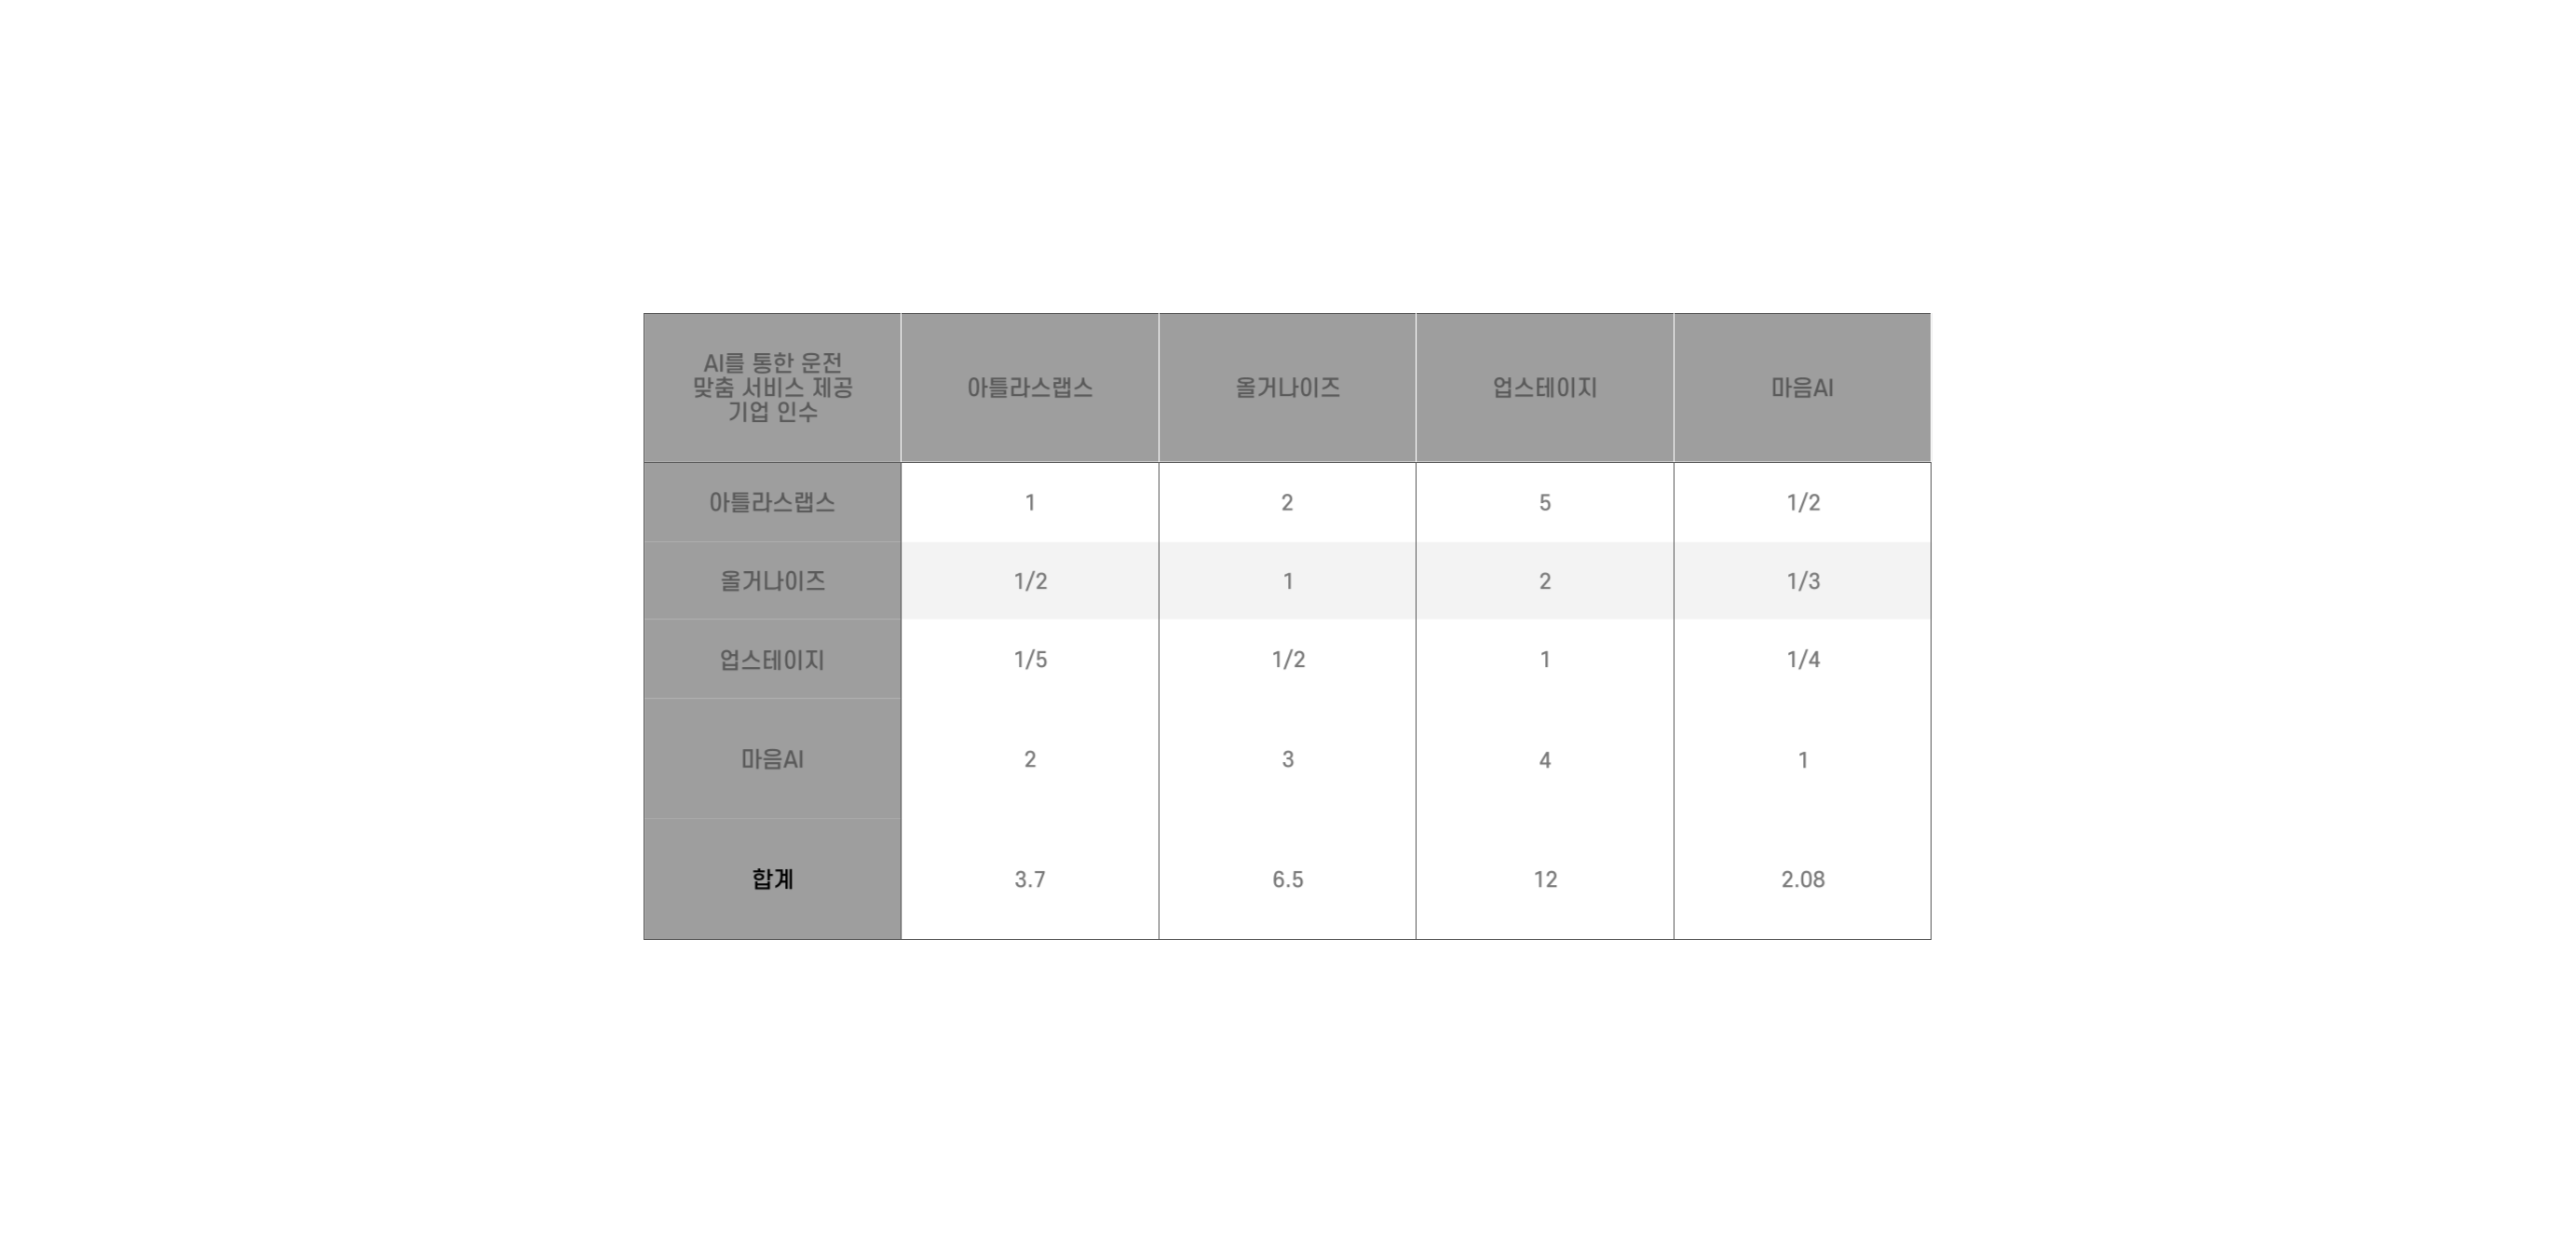 AI를 통한 운전
맞춤 서비스 제공
기업 인수
아틀라스랩스
올거나이즈
업스테이지
마음AI
아틀라스랩스
1
2
5
1/2
올거나이즈
1/2
1
2
1/3
업스테이지
1/5
1/2
1
1/4
마음AI
2
3
4
1
합계
3.7
6.5
12
2.08